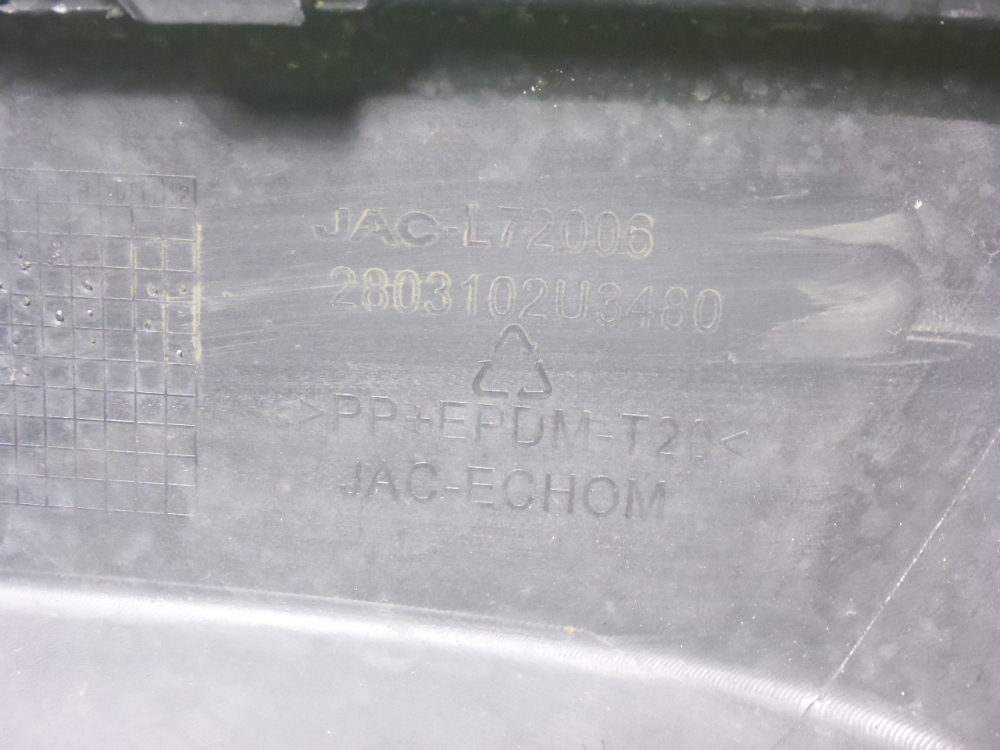 JAC-L72006
2803102U3480
>PP+EPDM-T20<
JAC-ECHOM